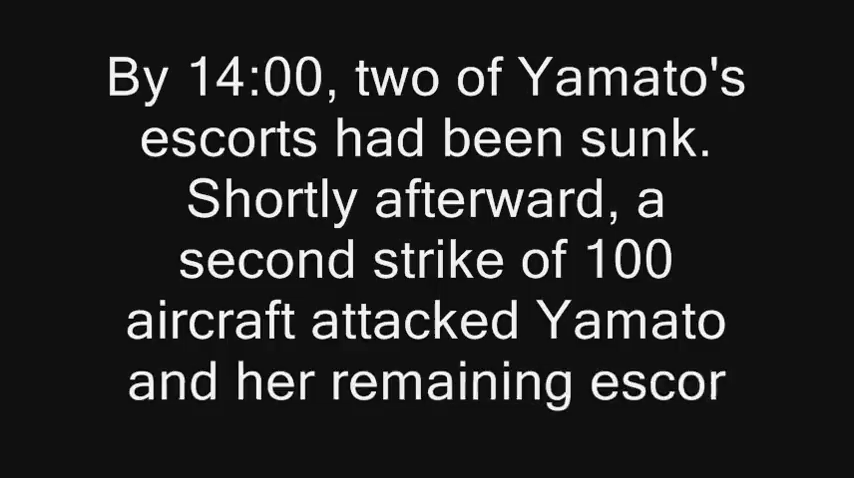 By 14:00, two of Yamato's
escorts had been sunk.
Shortly afterward, a
second strike of 100
aircraft attacked Yamato
and her remaining escor